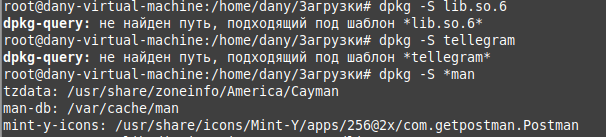 root@dany-virtual-machine:/home/dany/Загрузки# dpkg -S lib.so.6
dpkg-query: не найден путь, подходящий под шаблон *lib.so.6*
root@dany-virtual-machine:/home/dany/Загрузки# dpkg -S tellegram
dpkg-query: не найден путь, подходящий под шаблон *tellegram*
root@dany-virtual-machine:/home/dany/Загрузки# dpkg -S *man
tzdata: /usr/share/zoneinfo/America/Cayman
man-db: /var/cache/man
mint-y-icons: /usr/share/icons/Mint-Y/apps/256@2x/com.getpostman.Postman